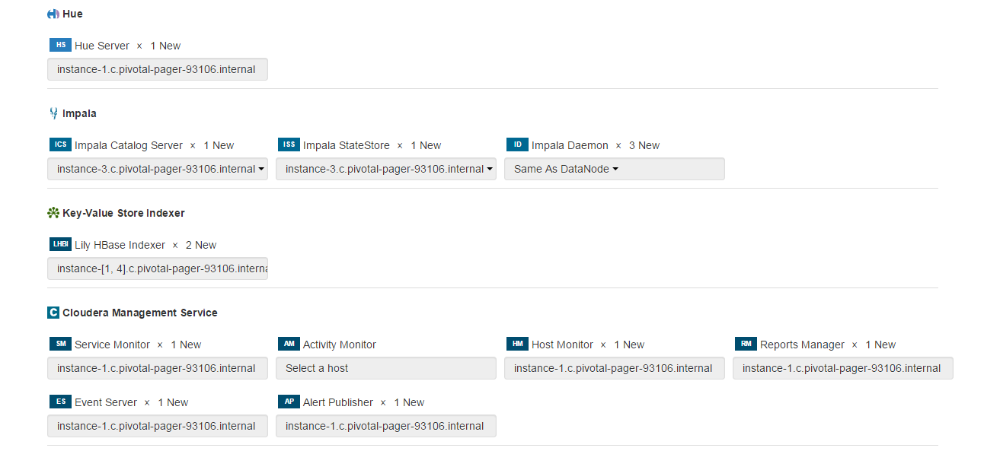 Hue
HS Hue Server × 1 New
instance-1.c.pivotal-pager-93106.internal
Impala
ICS Impala Catalog Server × 1 New ISS Impala StateStore × 1 New ID Impala Daemon × 3 New
instance-3.c.pivotal-pager-93106.internal instance-3.c.pivotal-pager-93106.internal Same As DataNode
Key-Value Store Indexer
LHBI Lily HBase Indexer × 2 New
instance-[1, 4].c.pivotal-pager-93106.interna
C Cloudera Management Service
SM Service Monitor × 1 New AM Activity Monitor HM Host Monitor × 1 New RM Reports Manager × 1 New
instance-1.c.pivotal-pager-93106.internal Select a host instance-1.c.pivotal-pager-93106.internal instance-1.c.pivotal-pager-93106.internal
ES Event Server × 1 New AP Alert Publisher × 1 New
instance-1.c.pivotal-pager-93106.internal instance-1.c.pivotal-pager-93106.internal